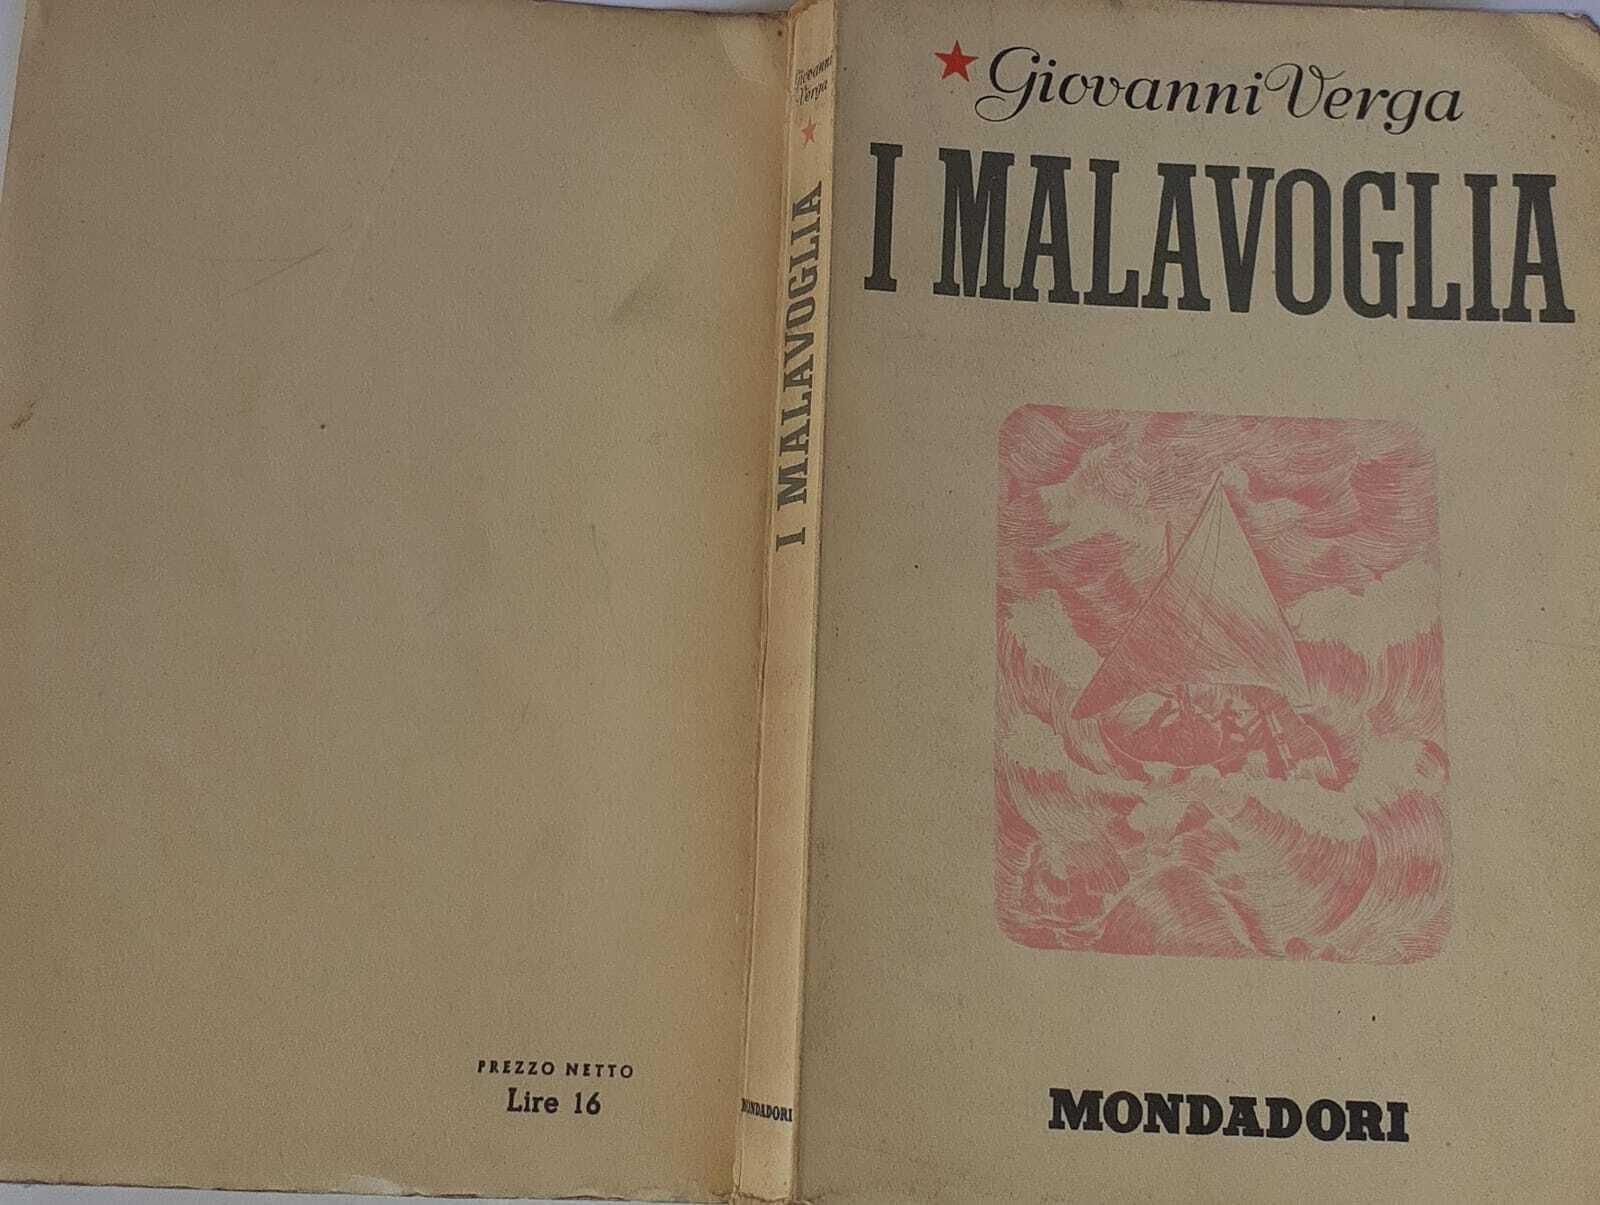 Giovanni Verga
I MALAVOGLIA
MONDADORI
Giovanni
Verga
I MALAVOGLIA
MONDADORI
PREZZO NETTO
Lire 16